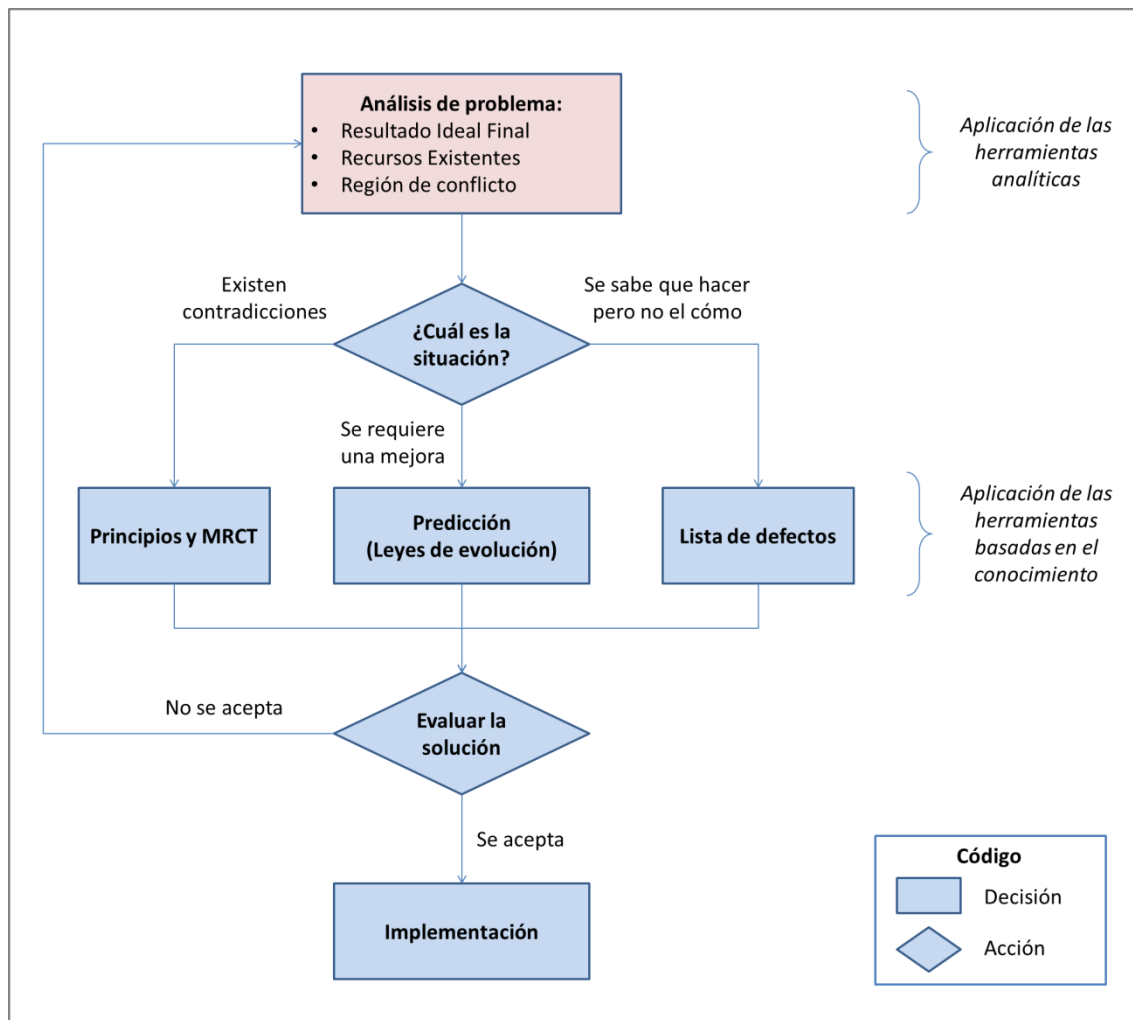 Análisis de problema:
• Resultado Ideal Final
• Recursos Existentes
• Región de conflicto
Aplicación de las
herramientas
analíticas
Existen
contradicciones
Se sabe que hacer
pero no el cómo
¿Cuál es la
situación?
Se requiere
una mejora
Principios y MRCT
Predicción
(Leyes de evolución)
Lista de defectos
Aplicación de las
herramientas
basadas en el
conocimiento
No se acepta
Evaluar la
solución
Se acepta
Implementación
Código
Decisión
Acción